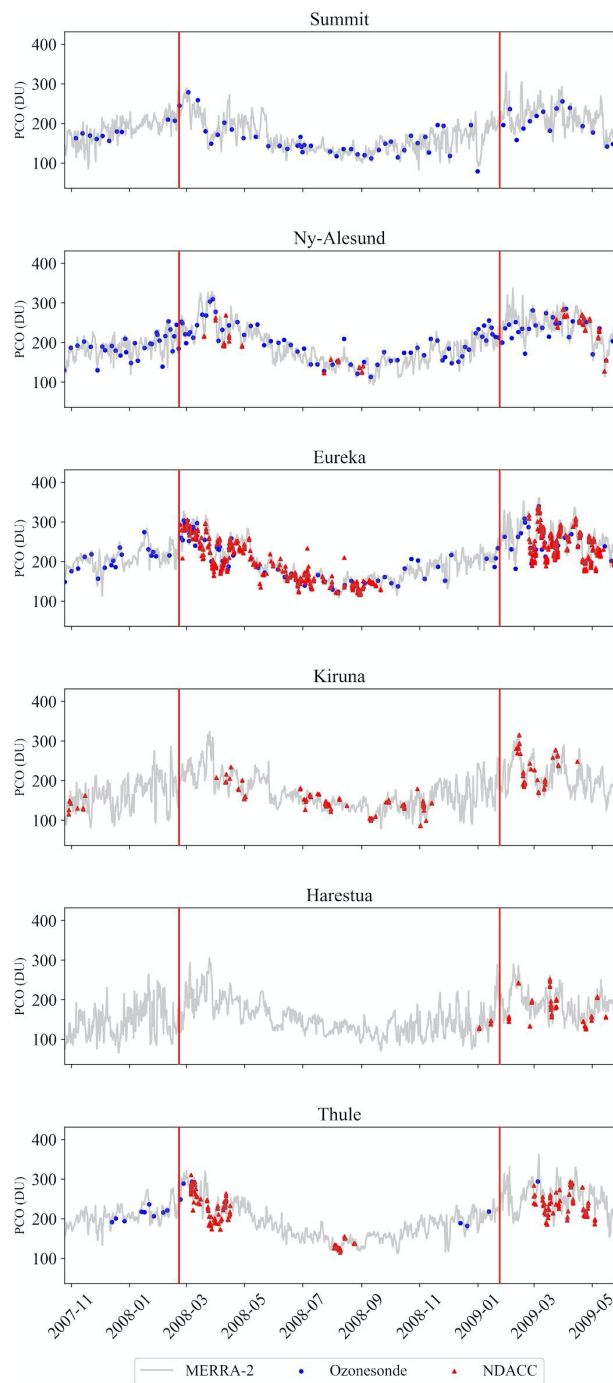 Summit
400
300
200
100
PCO (DU)
Ny-Alesund
400
300
200
100
PCO (DU)
Eureka
400
300
200
100
PCO (DU)
Kiruna
400
300
200
100
PCO (DU)
Harestua
400
300
200
100
PCO (DU)
Thule
400
300
200
100
PCO (DU)
2007-11 2008-01 2008-03 2008-05 2008-07 2008-09 2008-11 2009-01 2009-03 2009-05
MERRA-2 Ozonesonde NDACC